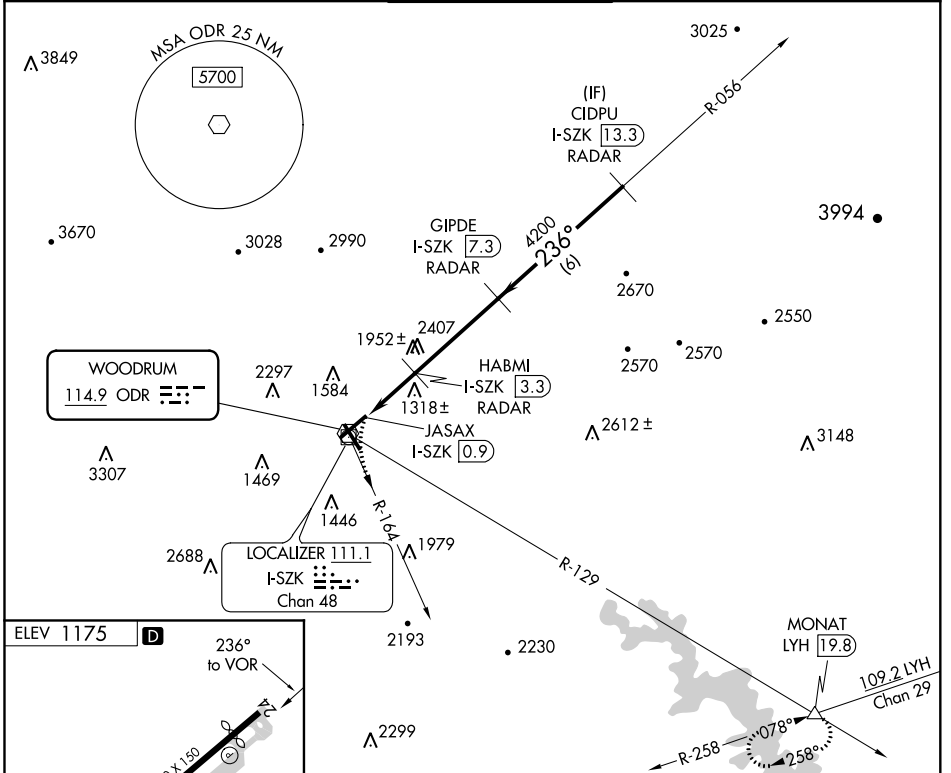 MSA ODR 25 NM
5700
3849
3025
(IF)
CIDPU
I-SZK 13.3
RADAR
R-056
3994
GIPDE
I-SZK 7.3
RADAR
4200
236°
(6)
3670
3028
2990
2670
2550
2570
2570
1952 ±
2407
HABMI
I-SZK 3.3
RADAR
WOODRUM
114.9 ODR
2297
1584
1318 ±
JASAX
I-SZK 0.9
2612 ±
3148
3307
1469
1446
R-164
1979
2688
LOCALIZER 111.1
I-SZK
Chan 48
R-129
2193
2230
MONAT
LYH 19.8
109.2 LYH
Chan 29
R-258
078°
258°
2299
ELEV 1175
D
236°
to VOR
24
P
X 150